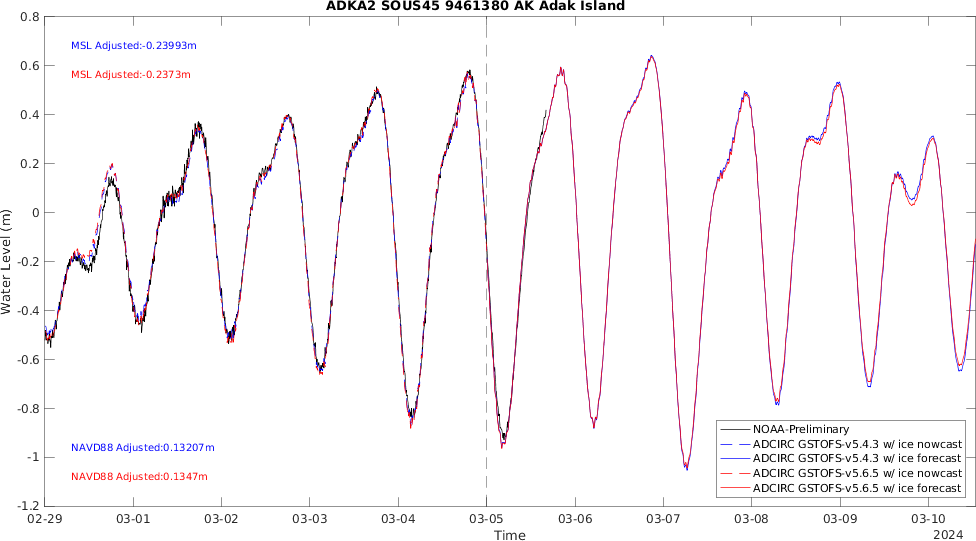 ADKA2 SOUS45 9461380 AK Adak Island
MSL Adjusted:-0.23993m
MSL Adjusted:-0.2373m
NAVD88 Adjusted:0.13207m
NAVD88 Adjusted:0.1347m
Water Level (m)
0.8
0.6
0.4
0.2
0
-0.2
-0.4
-0.6
-0.8
-1
-1.2
NOAA-Preliminary
ADCIRC GSTOFS-v5.4.3 w/ ice nowcast
ADCIRC GSTOFS-v5.4.3 w/ ice forecast
ADCIRC GSTOFS-v5.6.5 w/ ice nowcast
ADCIRC GSTOFS-v5.6.5 w/ ice forecast
02-29 03-01 03-02 03-03 03-04 03-05 03-06 03-07 03-08 03-09 03-10
Time
2024